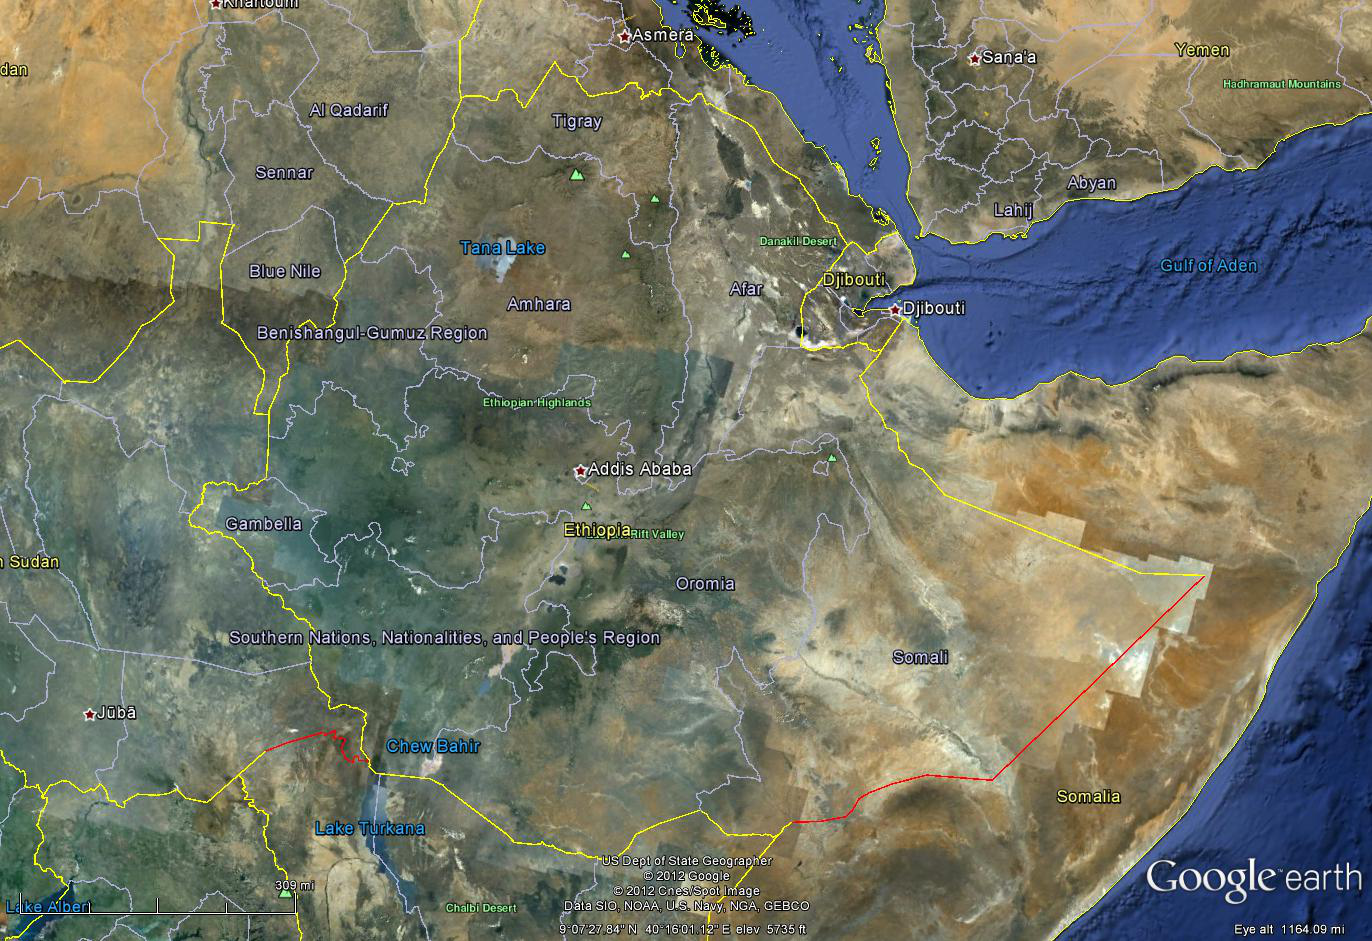 Khartoum
Asmera
Sana'a
Yemen
dan
Hadhramaut Mountains
Al Qadarif
Tigray
Sennar
Abyan
Lahij
Tana Lake
Danakil Desert
Gulf of Aden
Blue Nile
Djibouti
Afar
Amhara
Djibouti
Benishangul-Gumuz Region
Ethiopian Highlands
Addis Ababa
Gambella
Ethiopia
Rift Valley
n Sudan
Oromia
Southern Nations, Nationalities, and People's Region
Somali
Jūbā
Chew Bahir
Somalia
Lake Turkana
US Dept of State Geographer
© 2012 Google
© 2012 Cnes/Spot Image
Data SIO, NOAA, U.S. Navy, NGA, GEBCO
Google earth
309 mi
Lake Albert
Chalbi Desert
9°07'27.84" N 40°16'01.12" E elev 5735 ft
Eye alt 1164.09 mi